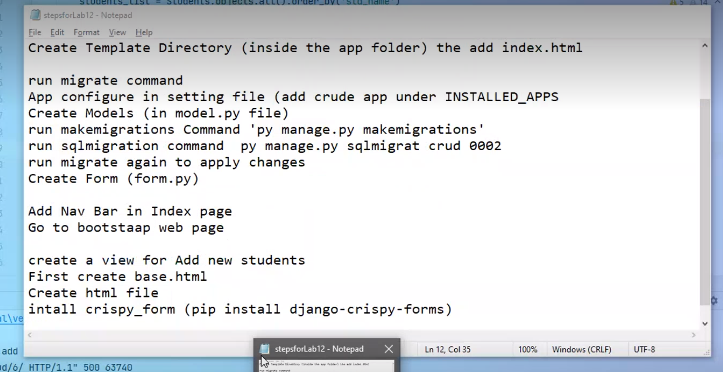 students_list = Students.objects.all().order_by('std_name')
stepsforLab12 - Notepad
File Edit Format View Help
Create Template Directory (inside the app folder) the add index.html
run migrate command
App configure in setting file (add crude app under INSTALLED_APPS
Create Models (in model.py file)
run makemigrations Command 'py manage.py makemigrations'
run sqlmigration command  py manage.py sqlmigrat crud 0002
run migrate again to apply changes
Create Form (form.py)
Add Nav Bar in Index page
Go to bootstaap web page
create a view for Add new students
First create base.html
Create html file
intall crispy_form (pip install django-crispy-forms)
Ln 12, Col 35 100% Windows (CRLF) UTF-8
add
stepsforLab12 - Notepad
d/6/ HTTP/1.1" 500 63740